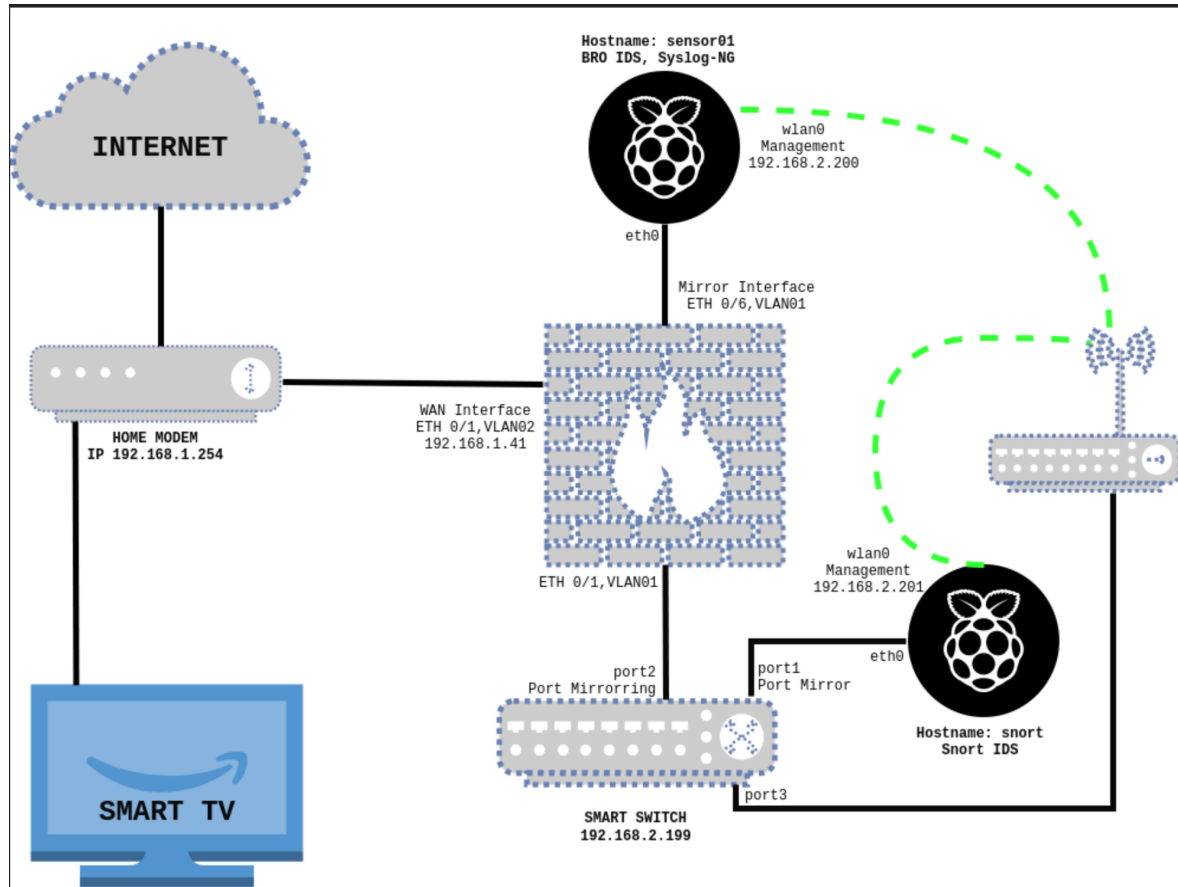 Hostname: sensor01
BRO IDS, Syslog-NG
INTERNET
wlan0
Management
192.168.2.200
eth0
Mirror Interface
ETH 0/6,VLAN01
WAN Interface
ETH 0/1,VLAN02
192.168.1.41
HOME MODEM
IP 192.168.1.254
wlan0
Management
192.168.2.201
ETH 0/1,VLAN01
eth0
port2
Port Mirrorring
port1
Port Mirror
Hostname: snort
Snort IDS
port3
SMART TV
SMART SWITCH
192.168.2.199